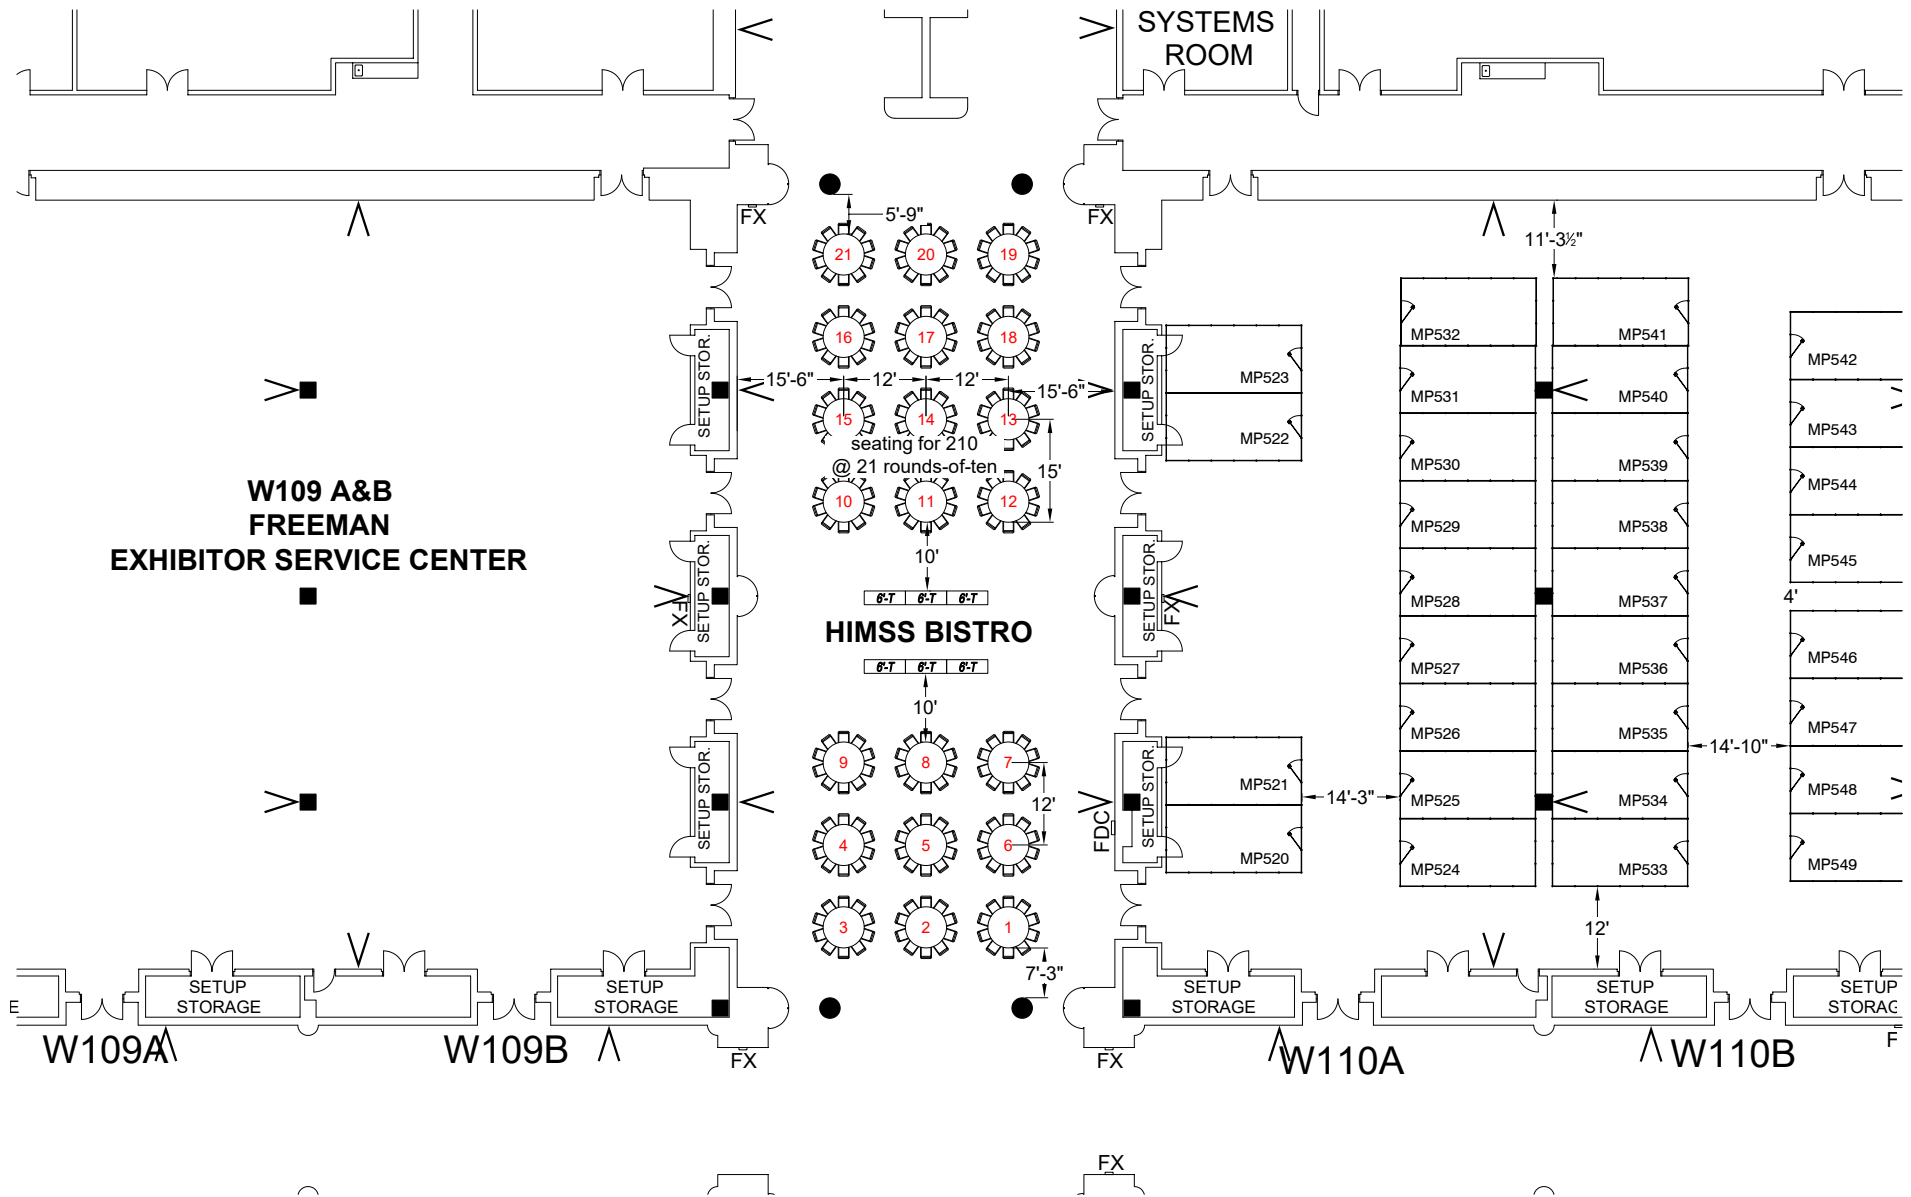 SYSTEMS
ROOM
FX
FX
5'-9"
11'-3½"
21
20
19
16
17
18
SETUP STOR.
SETUP STOR.
MP532
MP541
MP542
MP523
15'-6"
12'
12'
15'-6"
MP531
MP540
15
14
13
MP522
MP543
seating for 210
@ 21 rounds-of-ten
15'
MP530
MP539
MP544
W109 A&B
FREEMAN
EXHIBITOR SERVICE CENTER
10
11
12
MP529
MP538
10'
MP545
SETUP STOR.
SETUP STOR.
FX
FX
6'-T
6'-T
6'-T
MP528
MP537
4'
HIMSS BISTRO
6'-T
6'-T
6'-T
MP527
MP536
MP546
10'
MP526
MP535
MP547
14'-10"
9
8
7
SETUP STOR.
SETUP STOR.
MP521
14'-3"
MP525
MP534
MP548
12'
FDC
4
5
6
MP520
MP524
MP533
MP549
3
2
1
12'
7'-3"
E
SETUP
STORAGE
SETUP
STORAGE
SETUP
STORAGE
SETUP
STORAGE
SETUP
STORAG
W109A
W109B
FX
FX
W110A
W110B
F
FX